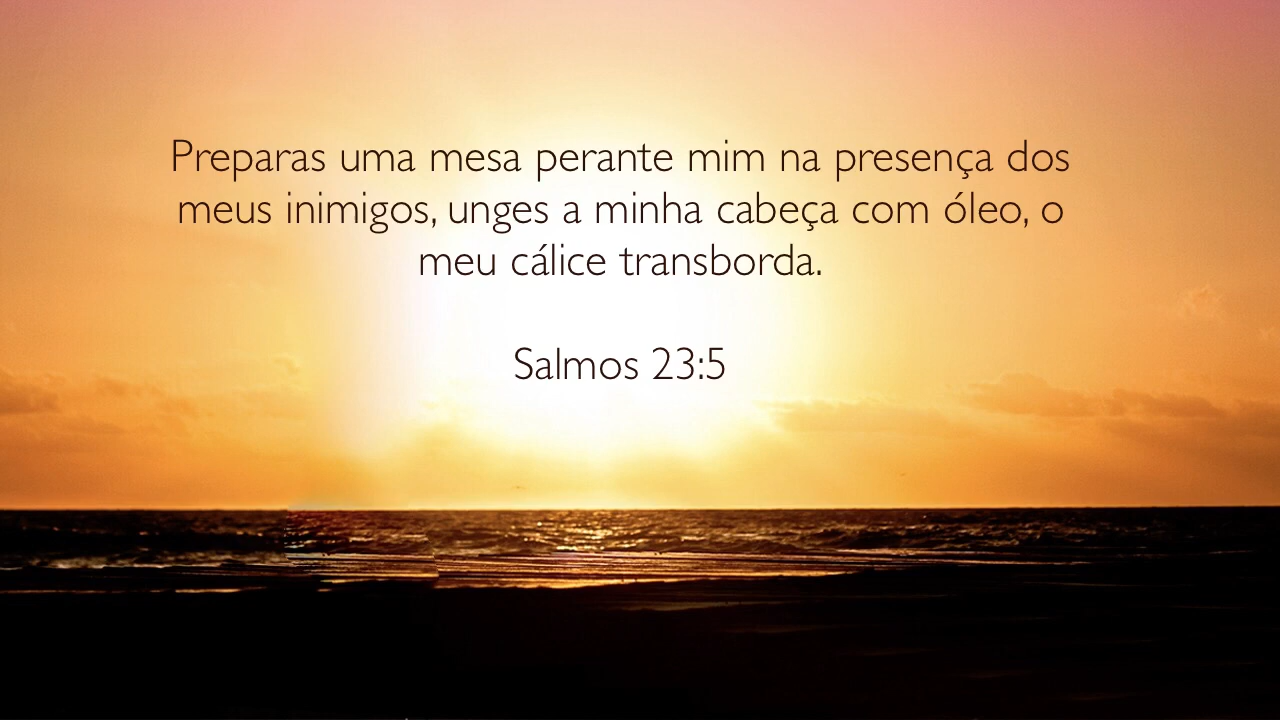 Preparas uma mesa perante mim na presença dos
meus inimigos, unges a minha cabeça com óleo, o
meu cálice transborda.
Salmos 23:5